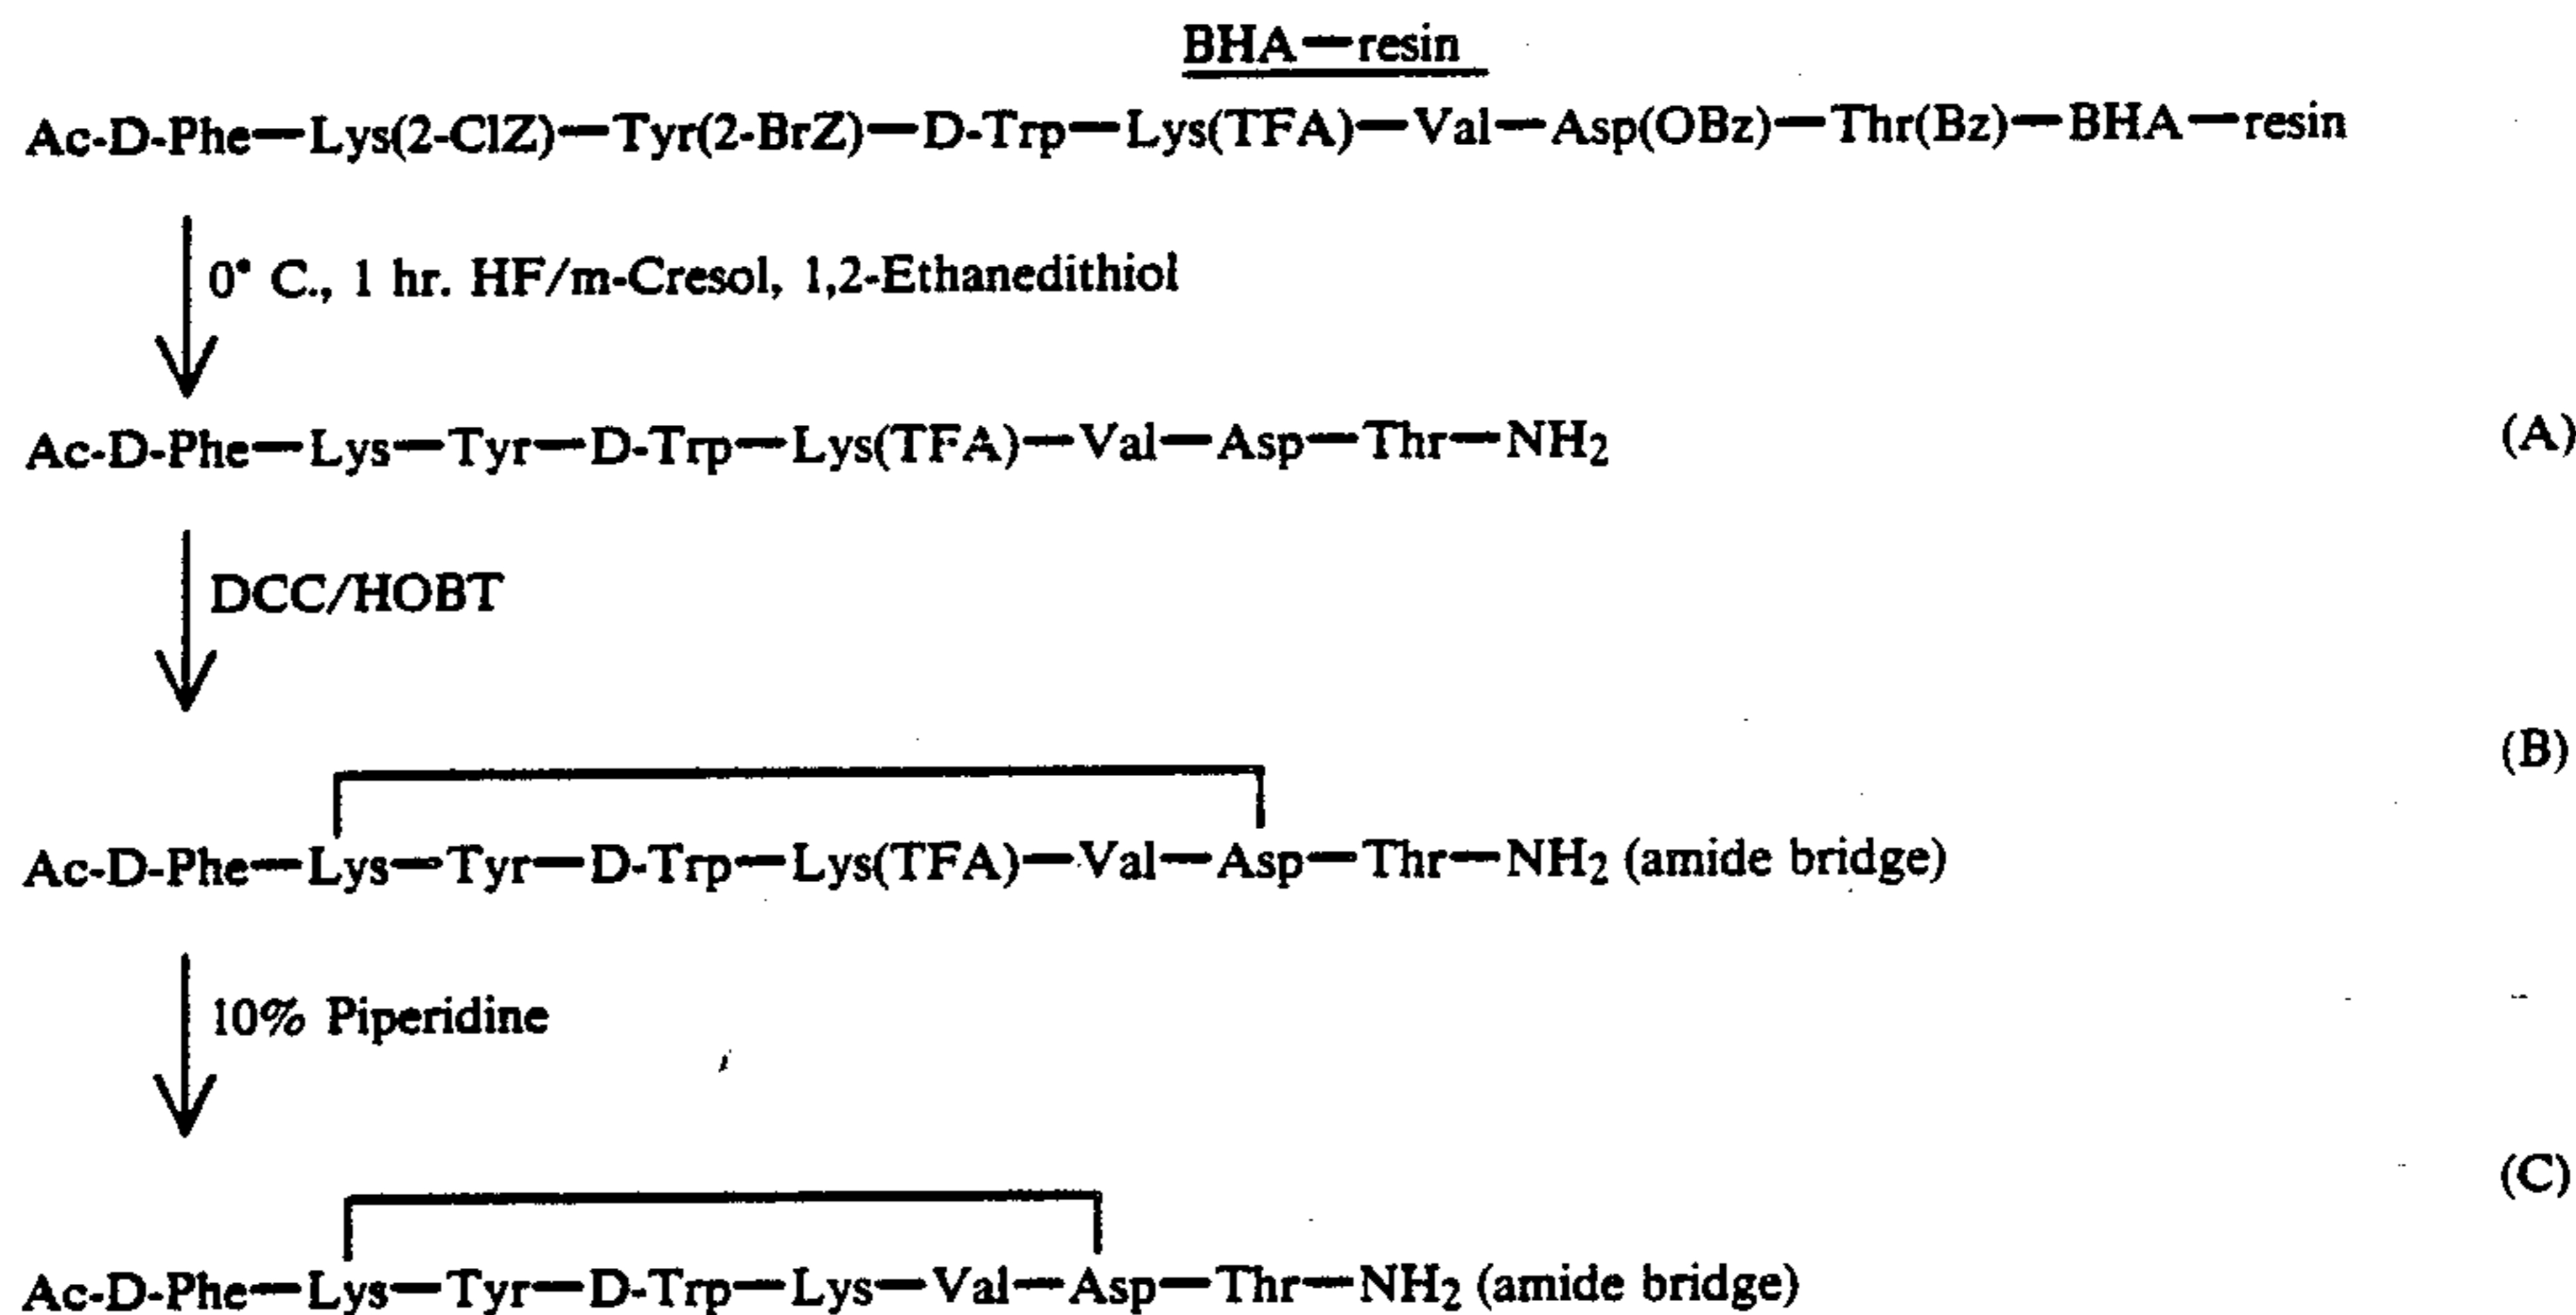 BHA—resin
Ac-D-Phe—Lys(2-ClZ)—Tyr(2-BrZ)—D-Trp—Lys(TFA)—Val—Asp(OBz)—Thr(Bz)—BHA—resin
0° C., 1 hr. HF/m-Cresol, 1,2-Ethanedithiol
Ac-D-Phe—Lys—Tyr—D-Trp—Lys(TFA)—Val—Asp—Thr—NH₂ (A)
DCC/HOBT
(B)
Ac-D-Phe—Lys—Tyr—D-Trp—Lys(TFA)—Val—Asp—Thr—NH₂ (amide bridge)
10% Piperidine
(C)
Ac-D-Phe—Lys—Tyr—D-Trp—Lys—Val—Asp—Thr—NH₂ (amide bridge)